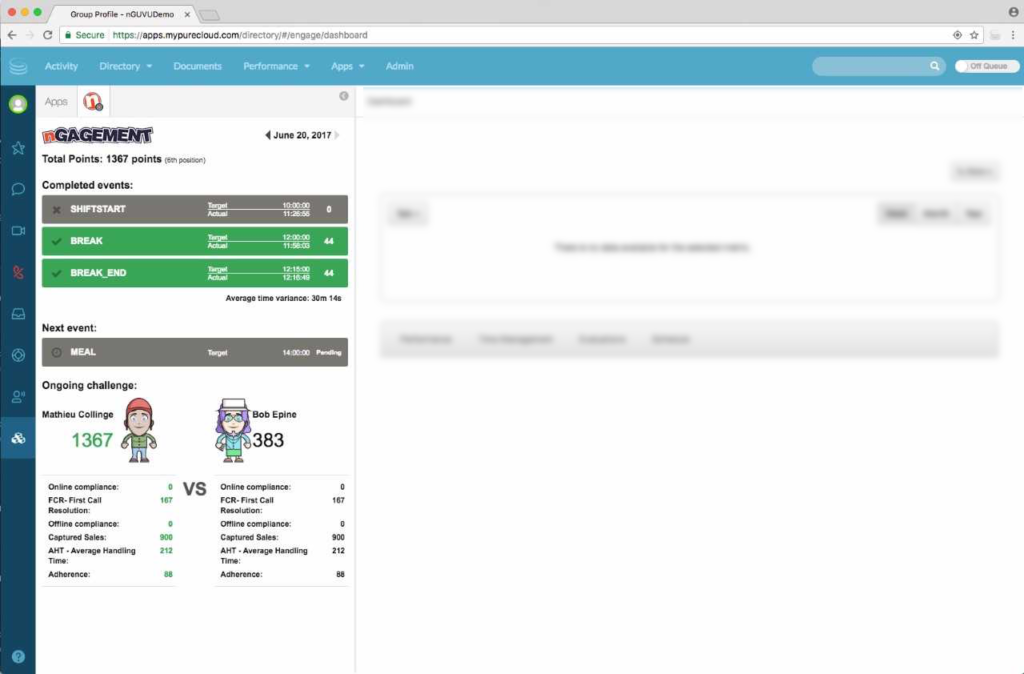 Group Profile - nGUVUDemo
Secure https://apps.mypurecloud.com/directory/#/engage/dashboard
Activity Directory Documents Performance Apps Admin Off Queue
Apps
nGAGEMENT June 20, 2017
Total Points: 1367 points (6th position)
Completed events:
SHIFTSTART Target 10:00:00 0
Actual 11:26:55
BREAK Target 12:00:00 44
Actual 11:58:03
BREAK_END Target 12:15:00 44
Actual 12:16:49
Average time variance: 30m 14s
Next event:
MEAL Target 14:00:00 Pending
Ongoing challenge:
Mathieu Collinge Bob Epine
1367 383
VS
Online compliance: 0 Online compliance: 0
FCR- First Call 167 FCR- First Call 167
Resolution: Resolution:
Offline compliance: 0 Offline compliance: 0
Captured Sales: 900 Captured Sales: 900
AHT - Average Handling 212 AHT - Average Handling 212
Time: Time:
Adherence: 88 Adherence: 88